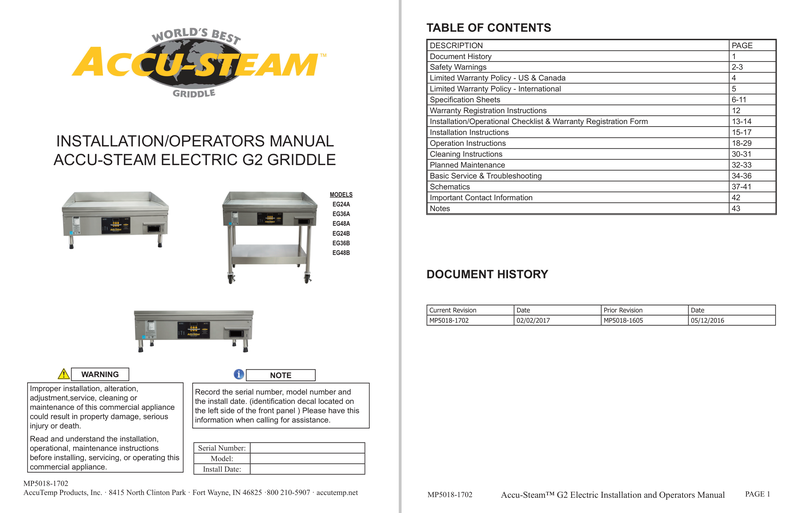 WORLD'S BEST
ACCU-STEAM™
GRIDDLE
INSTALLATION/OPERATORS MANUAL
ACCU-STEAM ELECTRIC G2 GRIDDLE
MODELS
EG24A
EG36A
EG48A
EG24B
EG36B
EG48B
WARNING
Improper installation, alteration,
adjustment,service, cleaning or
maintenance of this commercial appliance
could result in property damage, serious
injury or death.
Read and understand the installation,
operational, maintenance instructions
before installing, servicing, or operating this
commercial appliance.
NOTE
Record the serial number, model number and
the install date. (identification decal located on
the left side of the front panel ) Please have this
information when calling for assistance.
Serial Number:
Model:
Install Date:
MP5018-1702
AccuTemp Products, Inc. · 8415 North Clinton Park · Fort Wayne, IN 46825 ·800 210-5907 · accutemp.net
TABLE OF CONTENTS
DESCRIPTION PAGE
Document History 1
Safety Warnings 2-3
Limited Warranty Policy - US & Canada 4
Limited Warranty Policy - International 5
Specification Sheets 6-11
Warranty Registration Instructions 12
Installation/Operational Checklist & Warranty Registration Form 13-14
Installation Instructions 15-17
Operation Instructions 18-29
Cleaning Instructions 30-31
Planned Maintenance 32-33
Basic Service & Troubleshooting 34-36
Schematics 37-41
Important Contact Information 42
Notes 43
DOCUMENT HISTORY
Current Revision Date Prior Revision Date
MP5018-1702 02/02/2017 MP5018-1605 05/12/2016
MP5018-1702 Accu-Steam™ G2 Electric Installation and Operators Manual PAGE 1